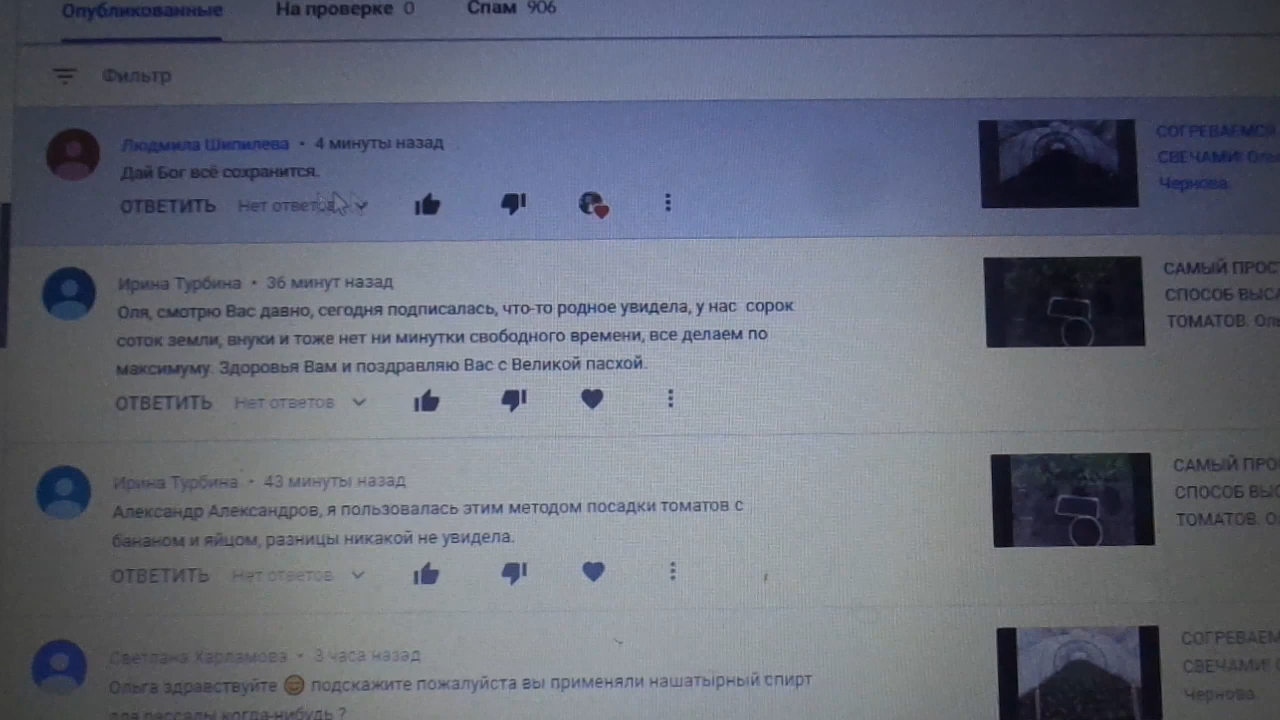 Опубликованные На проверке 0 Спам 906
Фильтр
Людмила Шипилева • 4 минуты назад
Дай Бог всё сохранится.
ОТВЕТИТЬ Нет ответов
СОГРЕВАЕМСЯ
СВЕЧАМИ! Ольга
Чернова.
Ирина Турбина • 36 минут назад
Оля, смотрю Вас давно, сегодня подписалась, что-то родное увидела, у нас сорок
соток земли, внуки и тоже нет ни минутки свободного времени, все делаем по
максимуму. Здоровья Вам и поздравляю Вас с Великой пасхой.
ОТВЕТИТЬ Нет ответов
САМЫЙ ПРОСТ
СПОСОБ ВЫСА
ТОМАТОВ. Оль
Ирина Турбина • 43 минуты назад
Александр Александров, я пользовалась этим методом посадки томатов с
бананом и яйцом, разницы никакой не увидела.
ОТВЕТИТЬ Нет ответов
САМЫЙ ПРО
СПОСОБ ВЫС
ТОМАТОВ. О
Светлана Харламова • 3 часа назад
Ольга здравствуйте 😊 подскажите пожалуйста вы применяли нашатырный спирт
для рассады когда-нибудь ?
СОГРЕВАЕМ
СВЕЧАМИ!
Чернова.